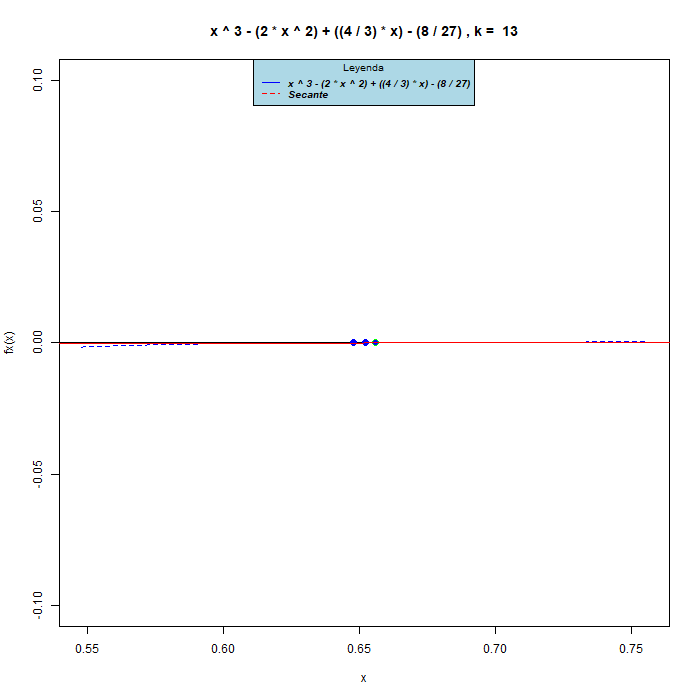 x ^ 3 - (2 * x ^ 2) + ((4 / 3) * x) - (8 / 27) , k = 13
Leyenda
x ^ 3 - (2 * x ^ 2) + ((4 / 3) * x) - (8 / 27)
Secante
0.10
0.05
0.00
-0.05
-0.10
fx(x)
0.55 0.60 0.65 0.70 0.75
x